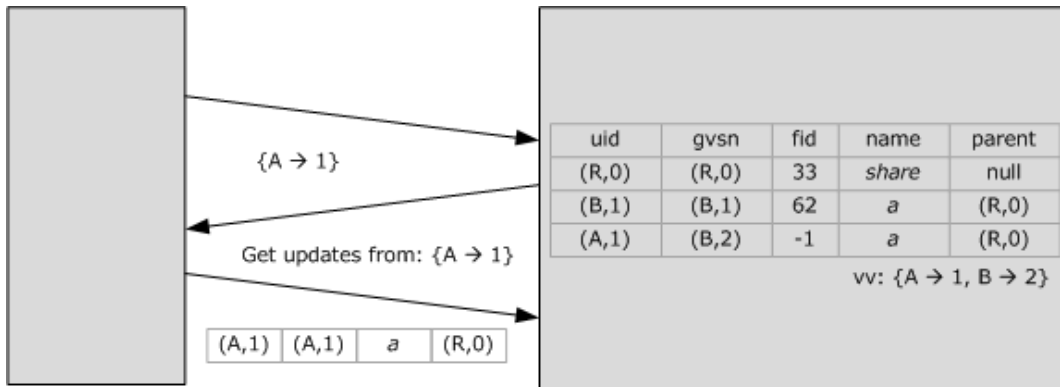 {A → 1}
Get updates from: {A → 1}
(A,1) (A,1) a (R,0)
uid gvsn fid name parent
(R,0) (R,0) 33 share null
(B,1) (B,1) 62 a (R,0)
(A,1) (B,2) -1 a (R,0)
vv: {A → 1, B → 2}